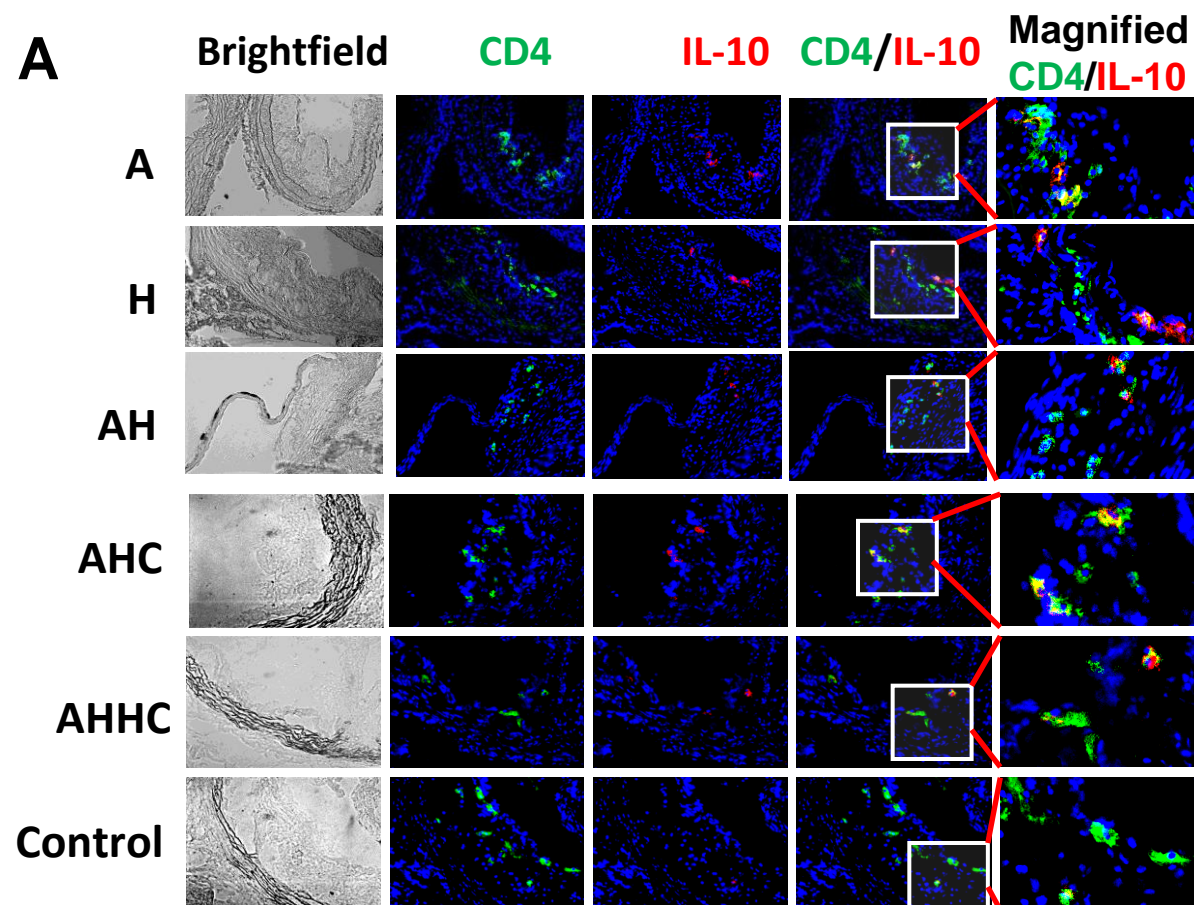 A
Brightfield CD4 IL-10 CD4/IL-10 Magnified
CD4/IL-10
A
H
AH
AHC
AHHC
Control